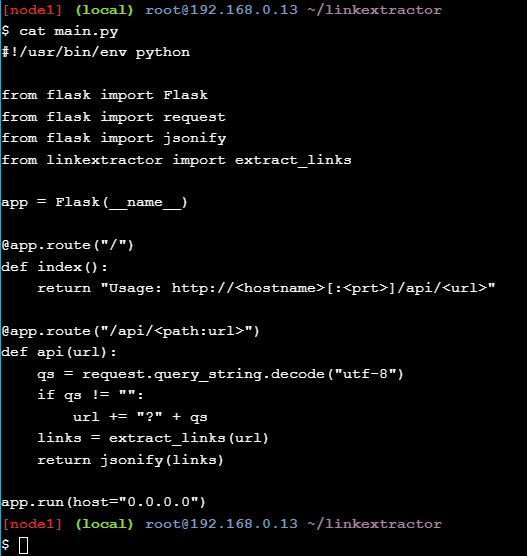 [node1] (local) root@192.168.0.13 ~/linkextractor
$ cat main.py
#!/usr/bin/env python

from flask import Flask
from flask import request
from flask import jsonify
from linkextractor import extract_links

app = Flask(__name__)

@app.route("/")
def index():
    return "Usage: http://<hostname>[:<prt>]/api/<url>"

@app.route("/api/<path:url>")
def api(url):
    qs = request.query_string.decode("utf-8")
    if qs != "":
        url += "?" + qs
    links = extract_links(url)
    return jsonify(links)

app.run(host="0.0.0.0")
[node1] (local) root@192.168.0.13 ~/linkextractor
$